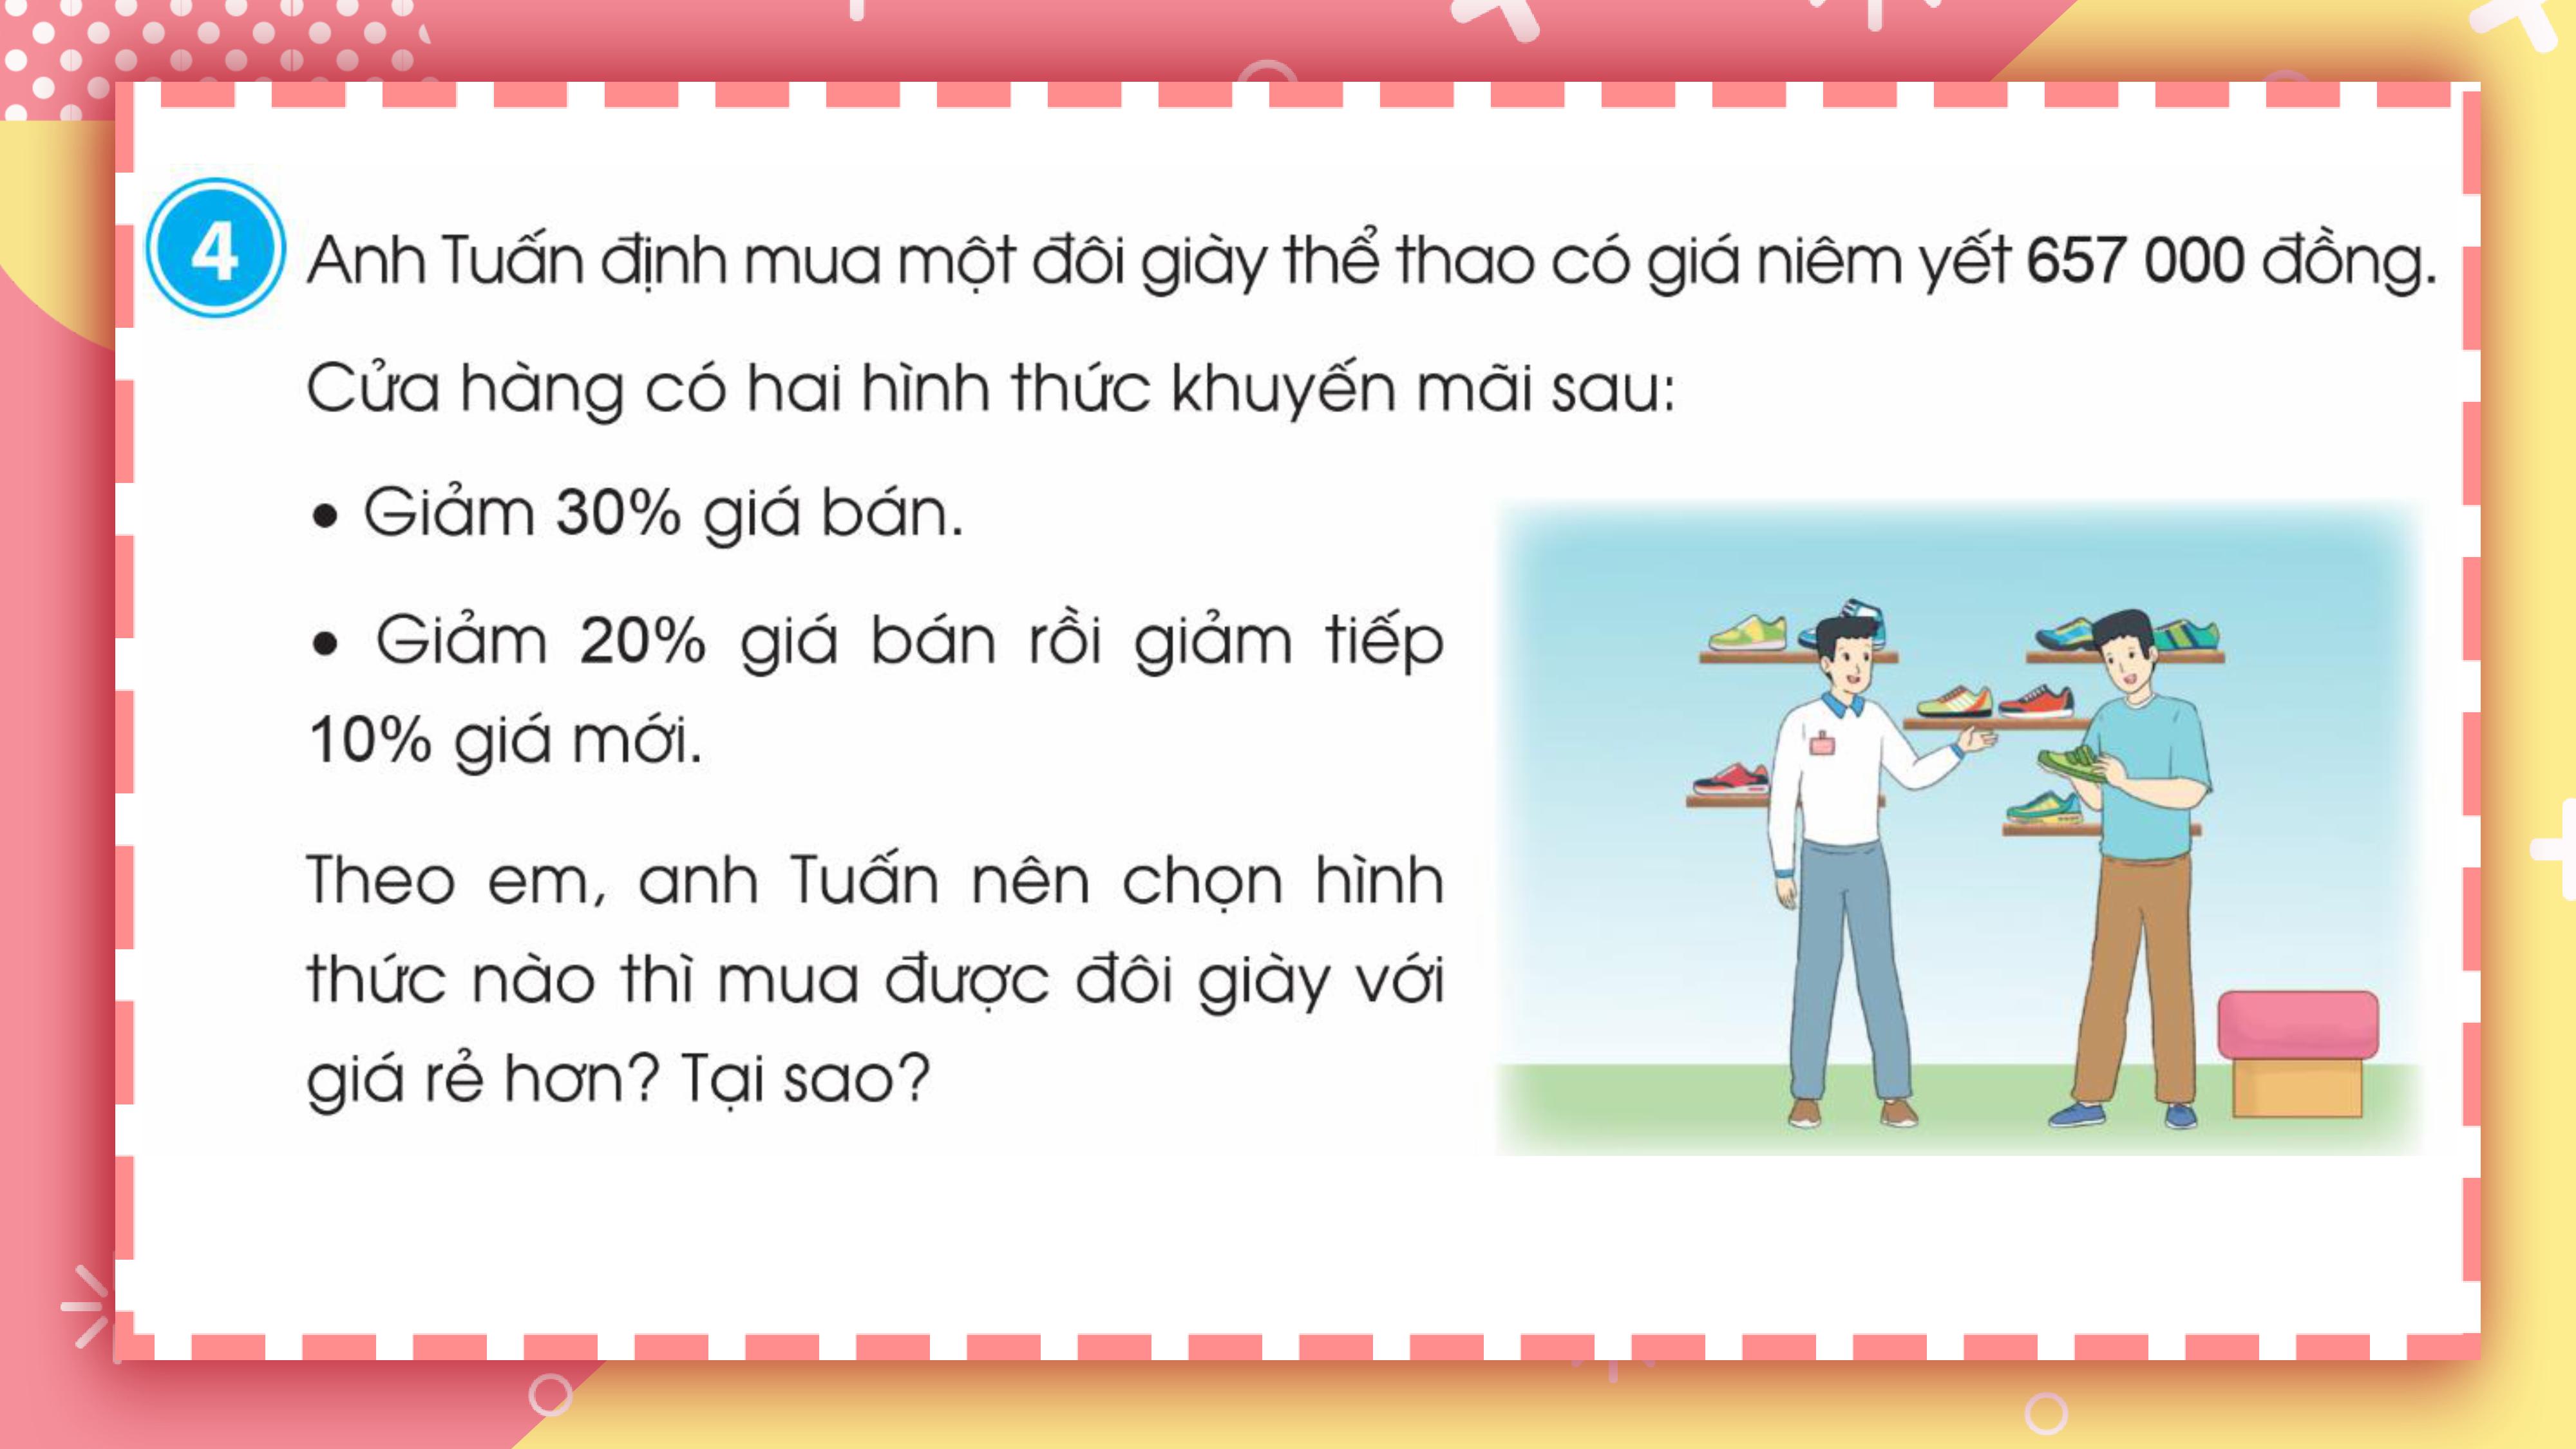 4 Anh Tuấn định mua một đôi giày thể thao có giá niêm yết 657 000 đồng.
Cửa hàng có hai hình thức khuyến mãi sau:
• Giảm 30% giá bán.
• Giảm 20% giá bán rồi giảm tiếp
10% giá mới.
Theo em, anh Tuấn nên chọn hình
thức nào thì mua được đôi giày với
giá rẻ hơn? Tại sao?